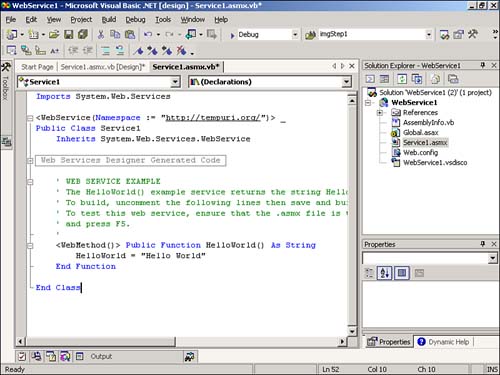 WebService1 - Microsoft Visual Basic .NET [design] - Service1.asmx.vb*
File Edit View Project Build Debug Tools Window Help
Debug imgStep1
Start Page Service1.asmx.vb [Design]* Service1.asmx.vb*
Service1 (Declarations)
Imports System.Web.Services
<WebService(Namespace := "http://tempuri.org/")> _
Public Class Service1
Inherits System.Web.Services.WebService
Web Services Designer Generated Code
' WEB SERVICE EXAMPLE
' The HelloWorld() example service returns the string Hell
' To build, uncomment the following lines then save and bu
' To test this web service, ensure that the .asmx file is
' and press F5.
'
<WebMethod()> Public Function HelloWorld() As String
HelloWorld = "Hello World"
End Function
End Class
Toolbox
Solution Explorer - WebService1
Solution 'WebService1 (2)' (1 project)
WebService1
References
AssemblyInfo.vb
Global.asax
Service1.asmx
Web.config
WebService1.vsdisco
Properties
Properties Dynamic Help
Output
Ready Ln 52 Col 10 Ch 10 INS